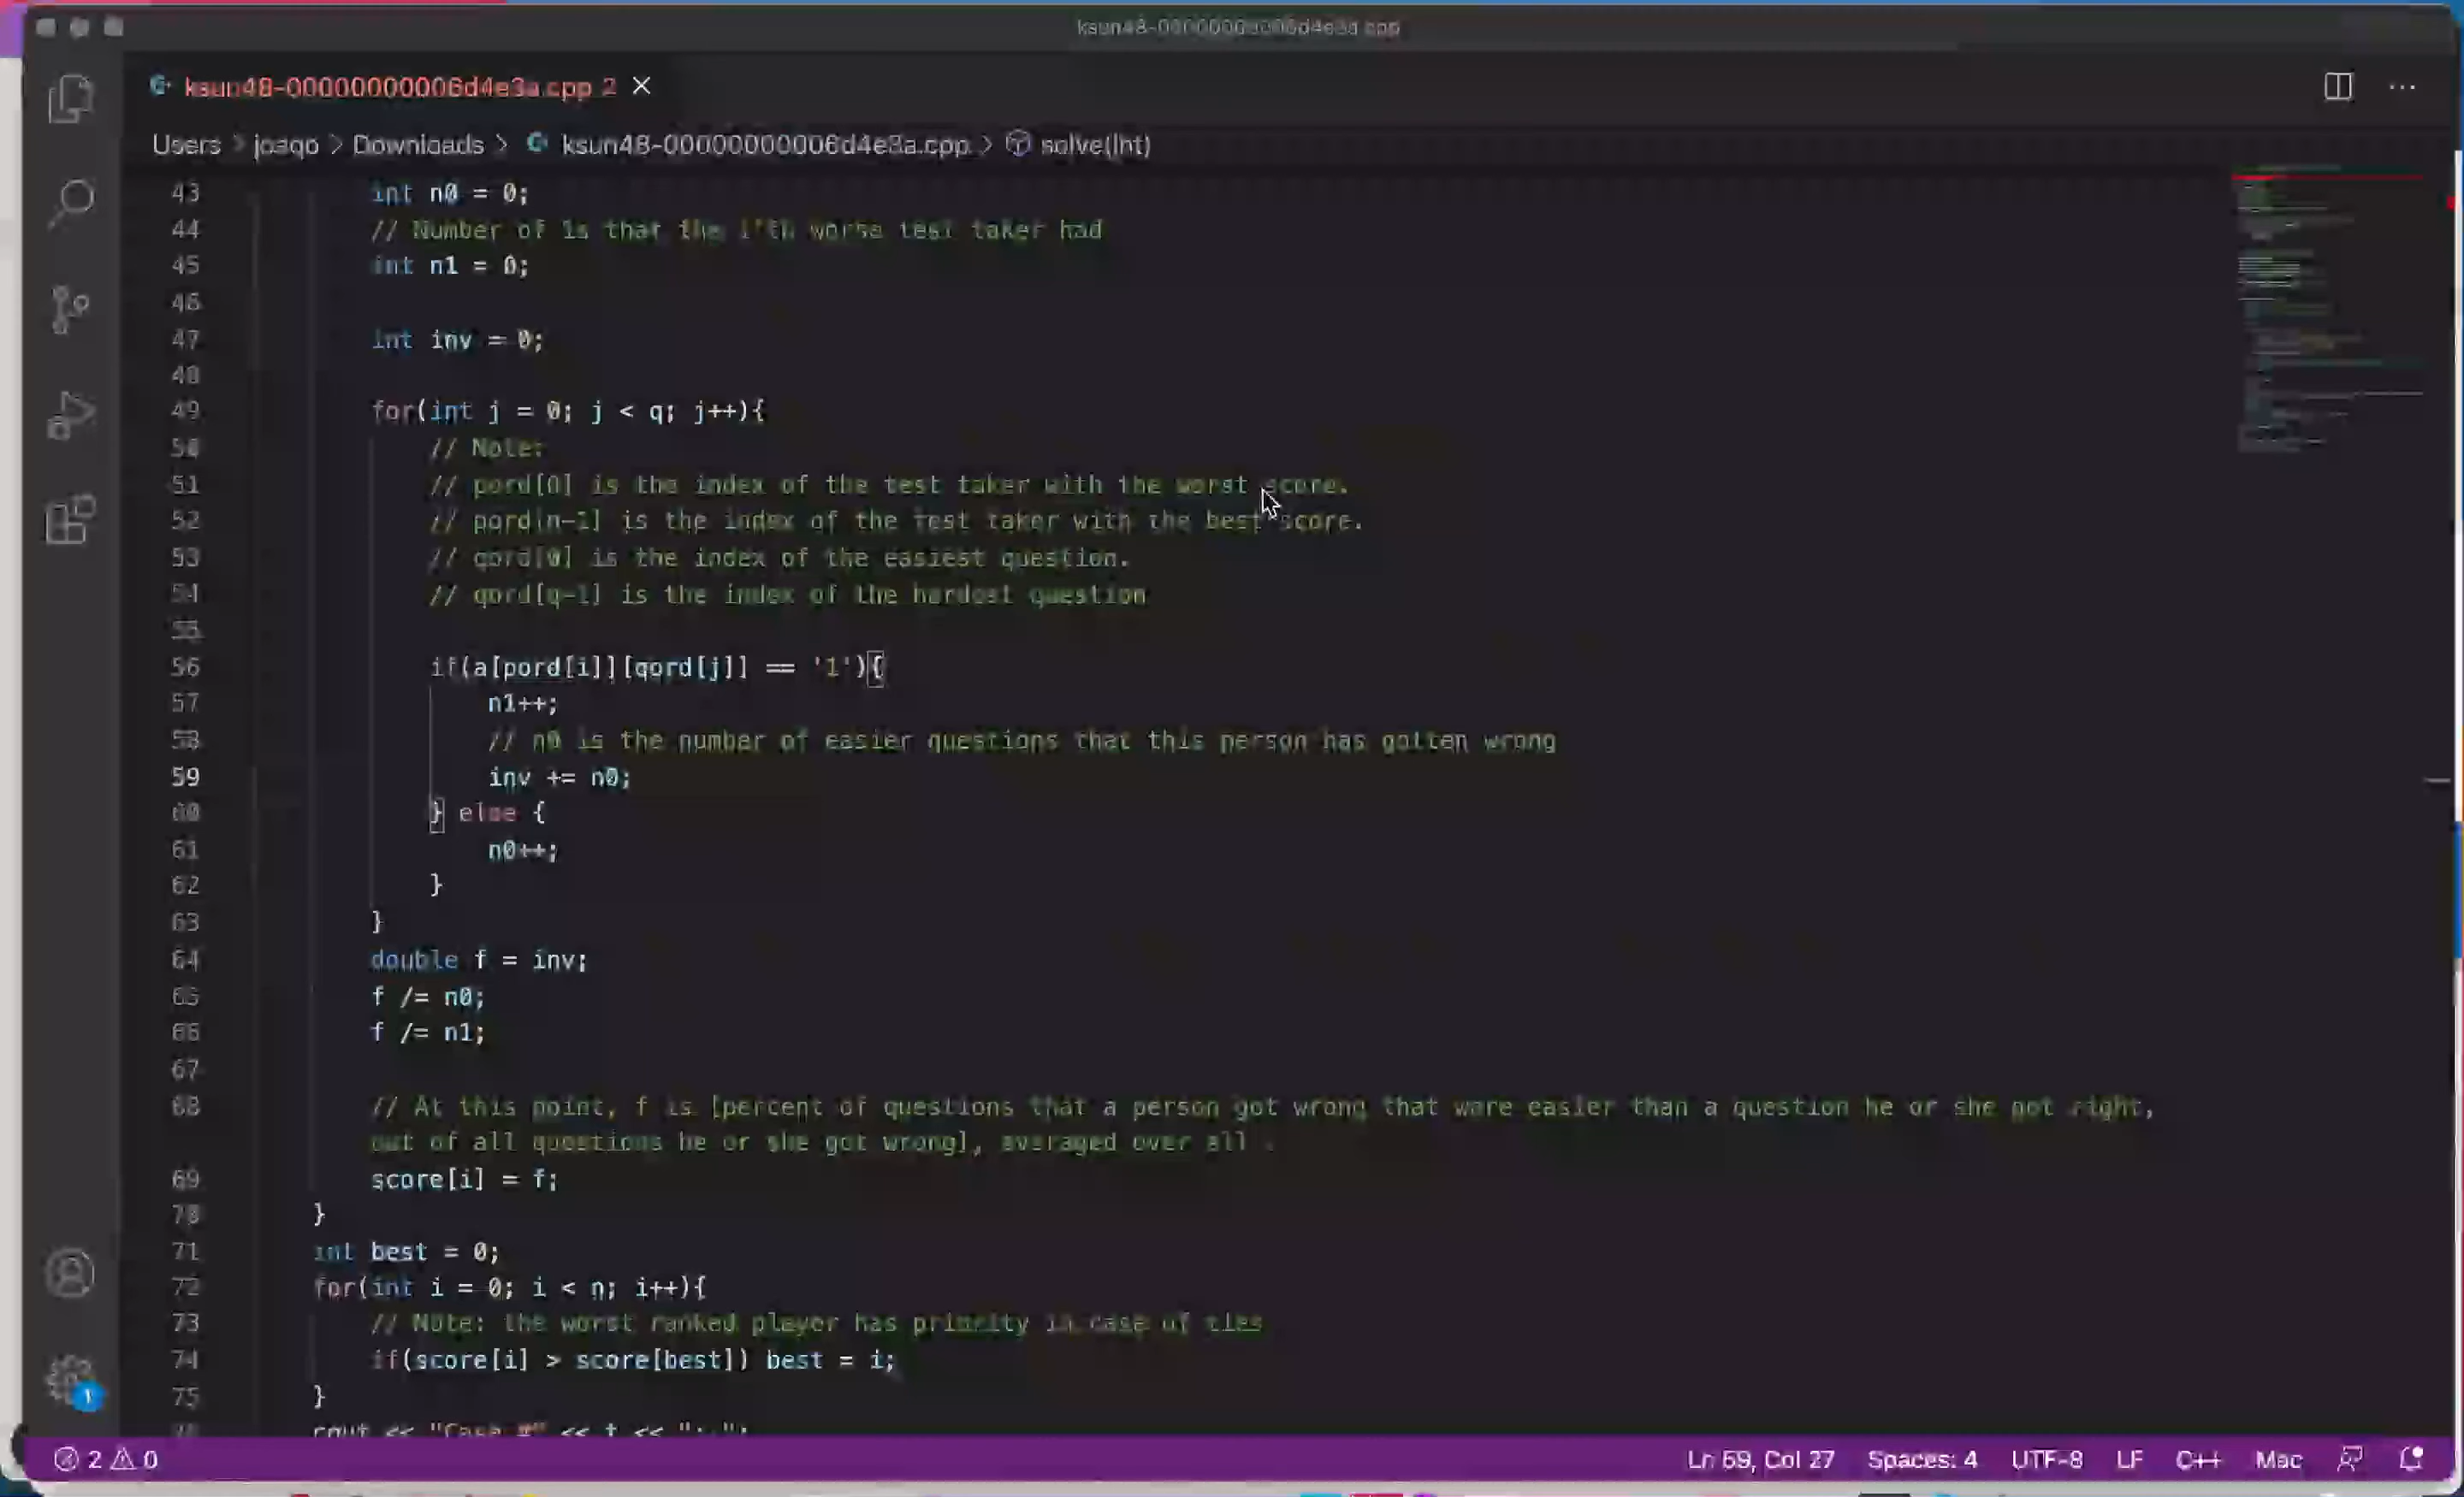 ksun48-00000000006d4e3a.cpp
ksun48-00000000006d4e3a.cpp 2
Users > joaqo > Downloads > ksun48-00000000006d4e3a.cpp > solve(int)
43 int n0 = 0;
44 // Number of 1s that the i'th worse test taker had
45 int n1 = 0;
46
47 int inv = 0;
48
49 for(int j = 0; j < q; j++){
50 // Note:
51 // pord[0] is the index of the test taker with the worst score.
52 // pord[n-1] is the index of the test taker with the best score.
53 // qord[0] is the index of the easiest question.
54 // qord[q-1] is the index of the hardest question
55
56 if(a[pord[i]][qord[j]] == '1'){
57 n1++;
58 // n0 is the number of easier questions that this person has gotten wrong
59 inv += n0;
60 } else {
61 n0++;
62 }
63 }
64 double f = inv;
65 f /= n0;
66 f /= n1;
67
68 // At this point, f is [percent of questions that a person got wrong that were easier than a question he or she got right,
out of all questions he or she got wrong], averaged over all .
69 score[i] = f;
70 }
71 int best = 0;
72 for(int i = 0; i < n; i++){
73 // Note: the worst ranked player has priority in case of ties
74 if(score[i] > score[best]) best = i;
75 }
76 cout << "Case #" << t << ": ";
1
2 0 Ln 59, Col 27 Spaces: 4 UTF-8 LF C++ Mac